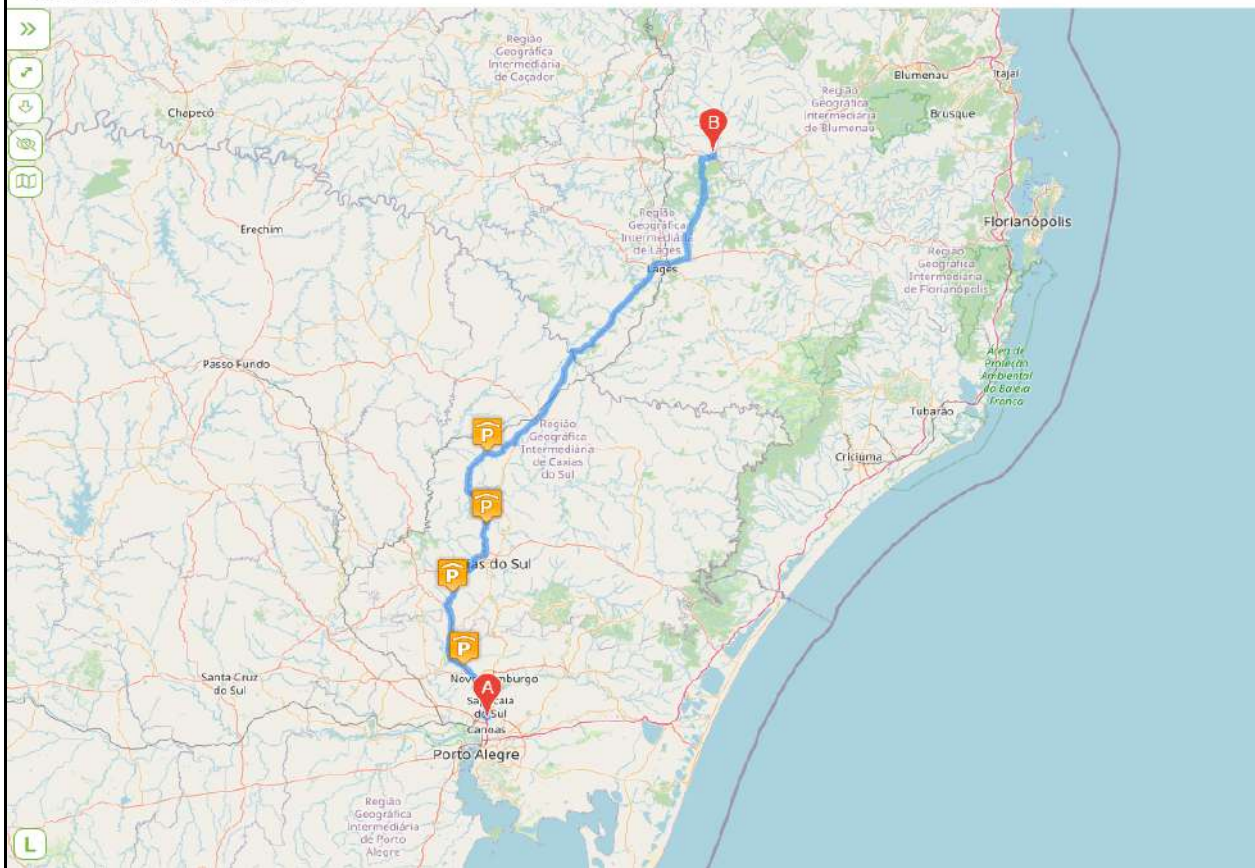 Região
Geográfica
Intermediária
de Caçador
Blumenau
Itajaí
Região
Geográfica
Intermediária
de Blumenau
Brusque
Chapecó
B
Região
Geográfica
Intermediária
de Lages
Florianópolis
Erechim
Lages
Região
Geográfica
Intermediária
de Florianópolis
Passo Fundo
Área de
Proteção
Ambiental
da Baleia
Franca
Tubarão
P
Região
Geográfica
Intermediária
de Caxias
do Sul
Criciúma
P
as do Sul
P
P
Santa Cruz
do Sul
Novo
mburgo
A
Sapucaia
do Sul
Canoas
Porto Alegre
Região
Geográfica
Intermediária
de Porto
Alegre
L